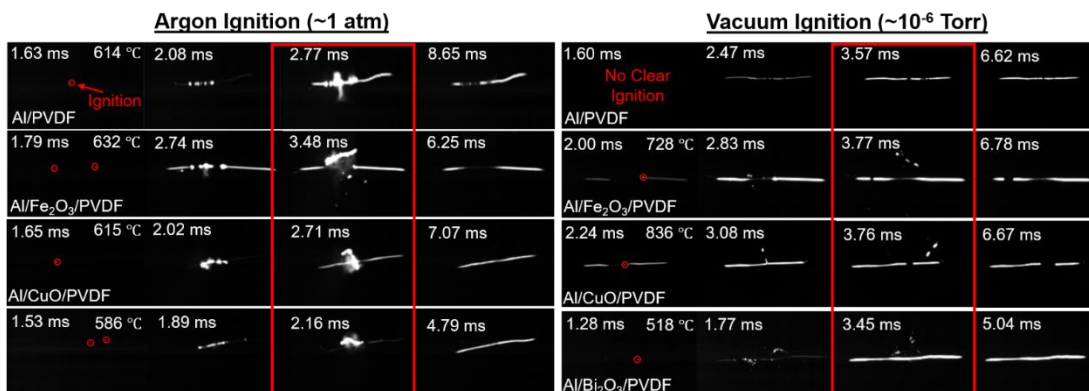 Argon Ignition (~1 atm)
1.63 ms 614 ℃ 2.08 ms 2.77 ms 8.65 ms
Ignition
Al/PVDF
1.79 ms 632 ℃ 2.74 ms 3.48 ms 6.25 ms
Al/Fe₂O₃/PVDF
1.65 ms 615 ℃ 2.02 ms 2.71 ms 7.07 ms
Al/CuO/PVDF
1.53 ms 586 ℃ 1.89 ms 2.16 ms 4.79 ms
Vacuum Ignition (~10⁻⁶ Torr)
1.60 ms 2.47 ms 3.57 ms 6.62 ms
No Clear
Ignition
Al/PVDF
2.00 ms 728 ℃ 2.83 ms 3.77 ms 6.78 ms
Al/Fe₂O₃/PVDF
2.24 ms 836 ℃ 3.08 ms 3.76 ms 6.67 ms
Al/CuO/PVDF
1.28 ms 518 ℃ 1.77 ms 3.45 ms 5.04 ms
Al/Bi₂O₃/PVDF